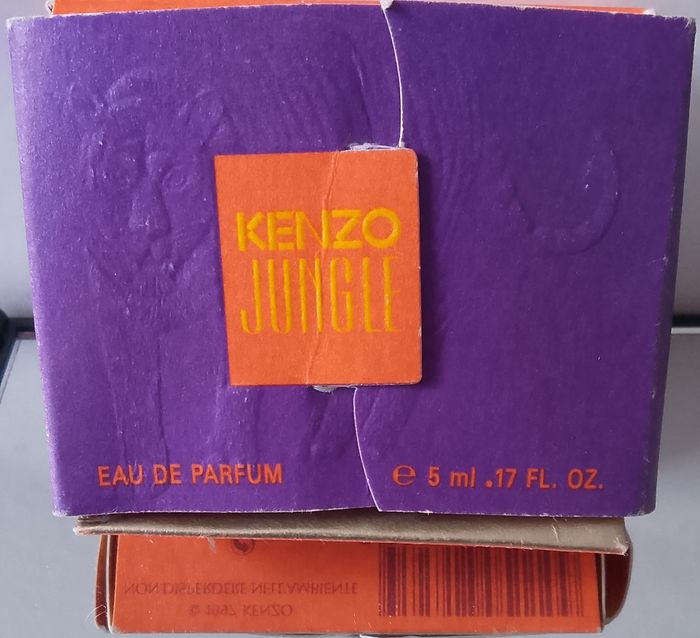 KENZO
JUNGLE
EAU DE PARFUM
℮ 5 ml .17 FL. OZ.
NON DISPERDERE NELL'AMBIENTE
© 1997 KENZO